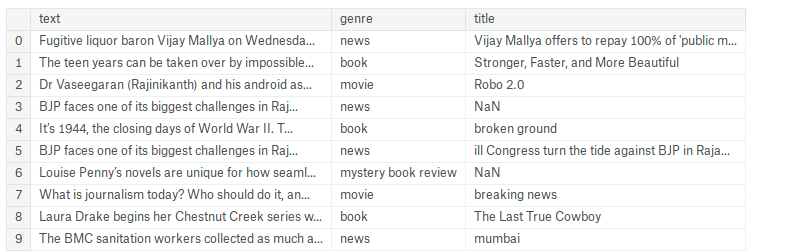 text genre title
0 Fugitive liquor baron Vijay Mallya on Wednesda... news Vijay Mallya offers to repay 100% of 'public m...
1 The teen years can be taken over by impossible... book Stronger, Faster, and More Beautiful
2 Dr Vaseegaran (Rajinikanth) and his android as... movie Robo 2.0
3 BJP faces one of its biggest challenges in Raj... news NaN
4 It's 1944, the closing days of World War II. T... book broken ground
5 BJP faces one of its biggest challenges in Raj... news ill Congress turn the tide against BJP in Raja...
6 Louise Penny's novels are unique for how seaml... mystery book review NaN
7 What is journalism today? Who should do it, an... movie breaking news
8 Laura Drake begins her Chestnut Creek series w... book The Last True Cowboy
9 The BMC sanitation workers collected as much a... news mumbai